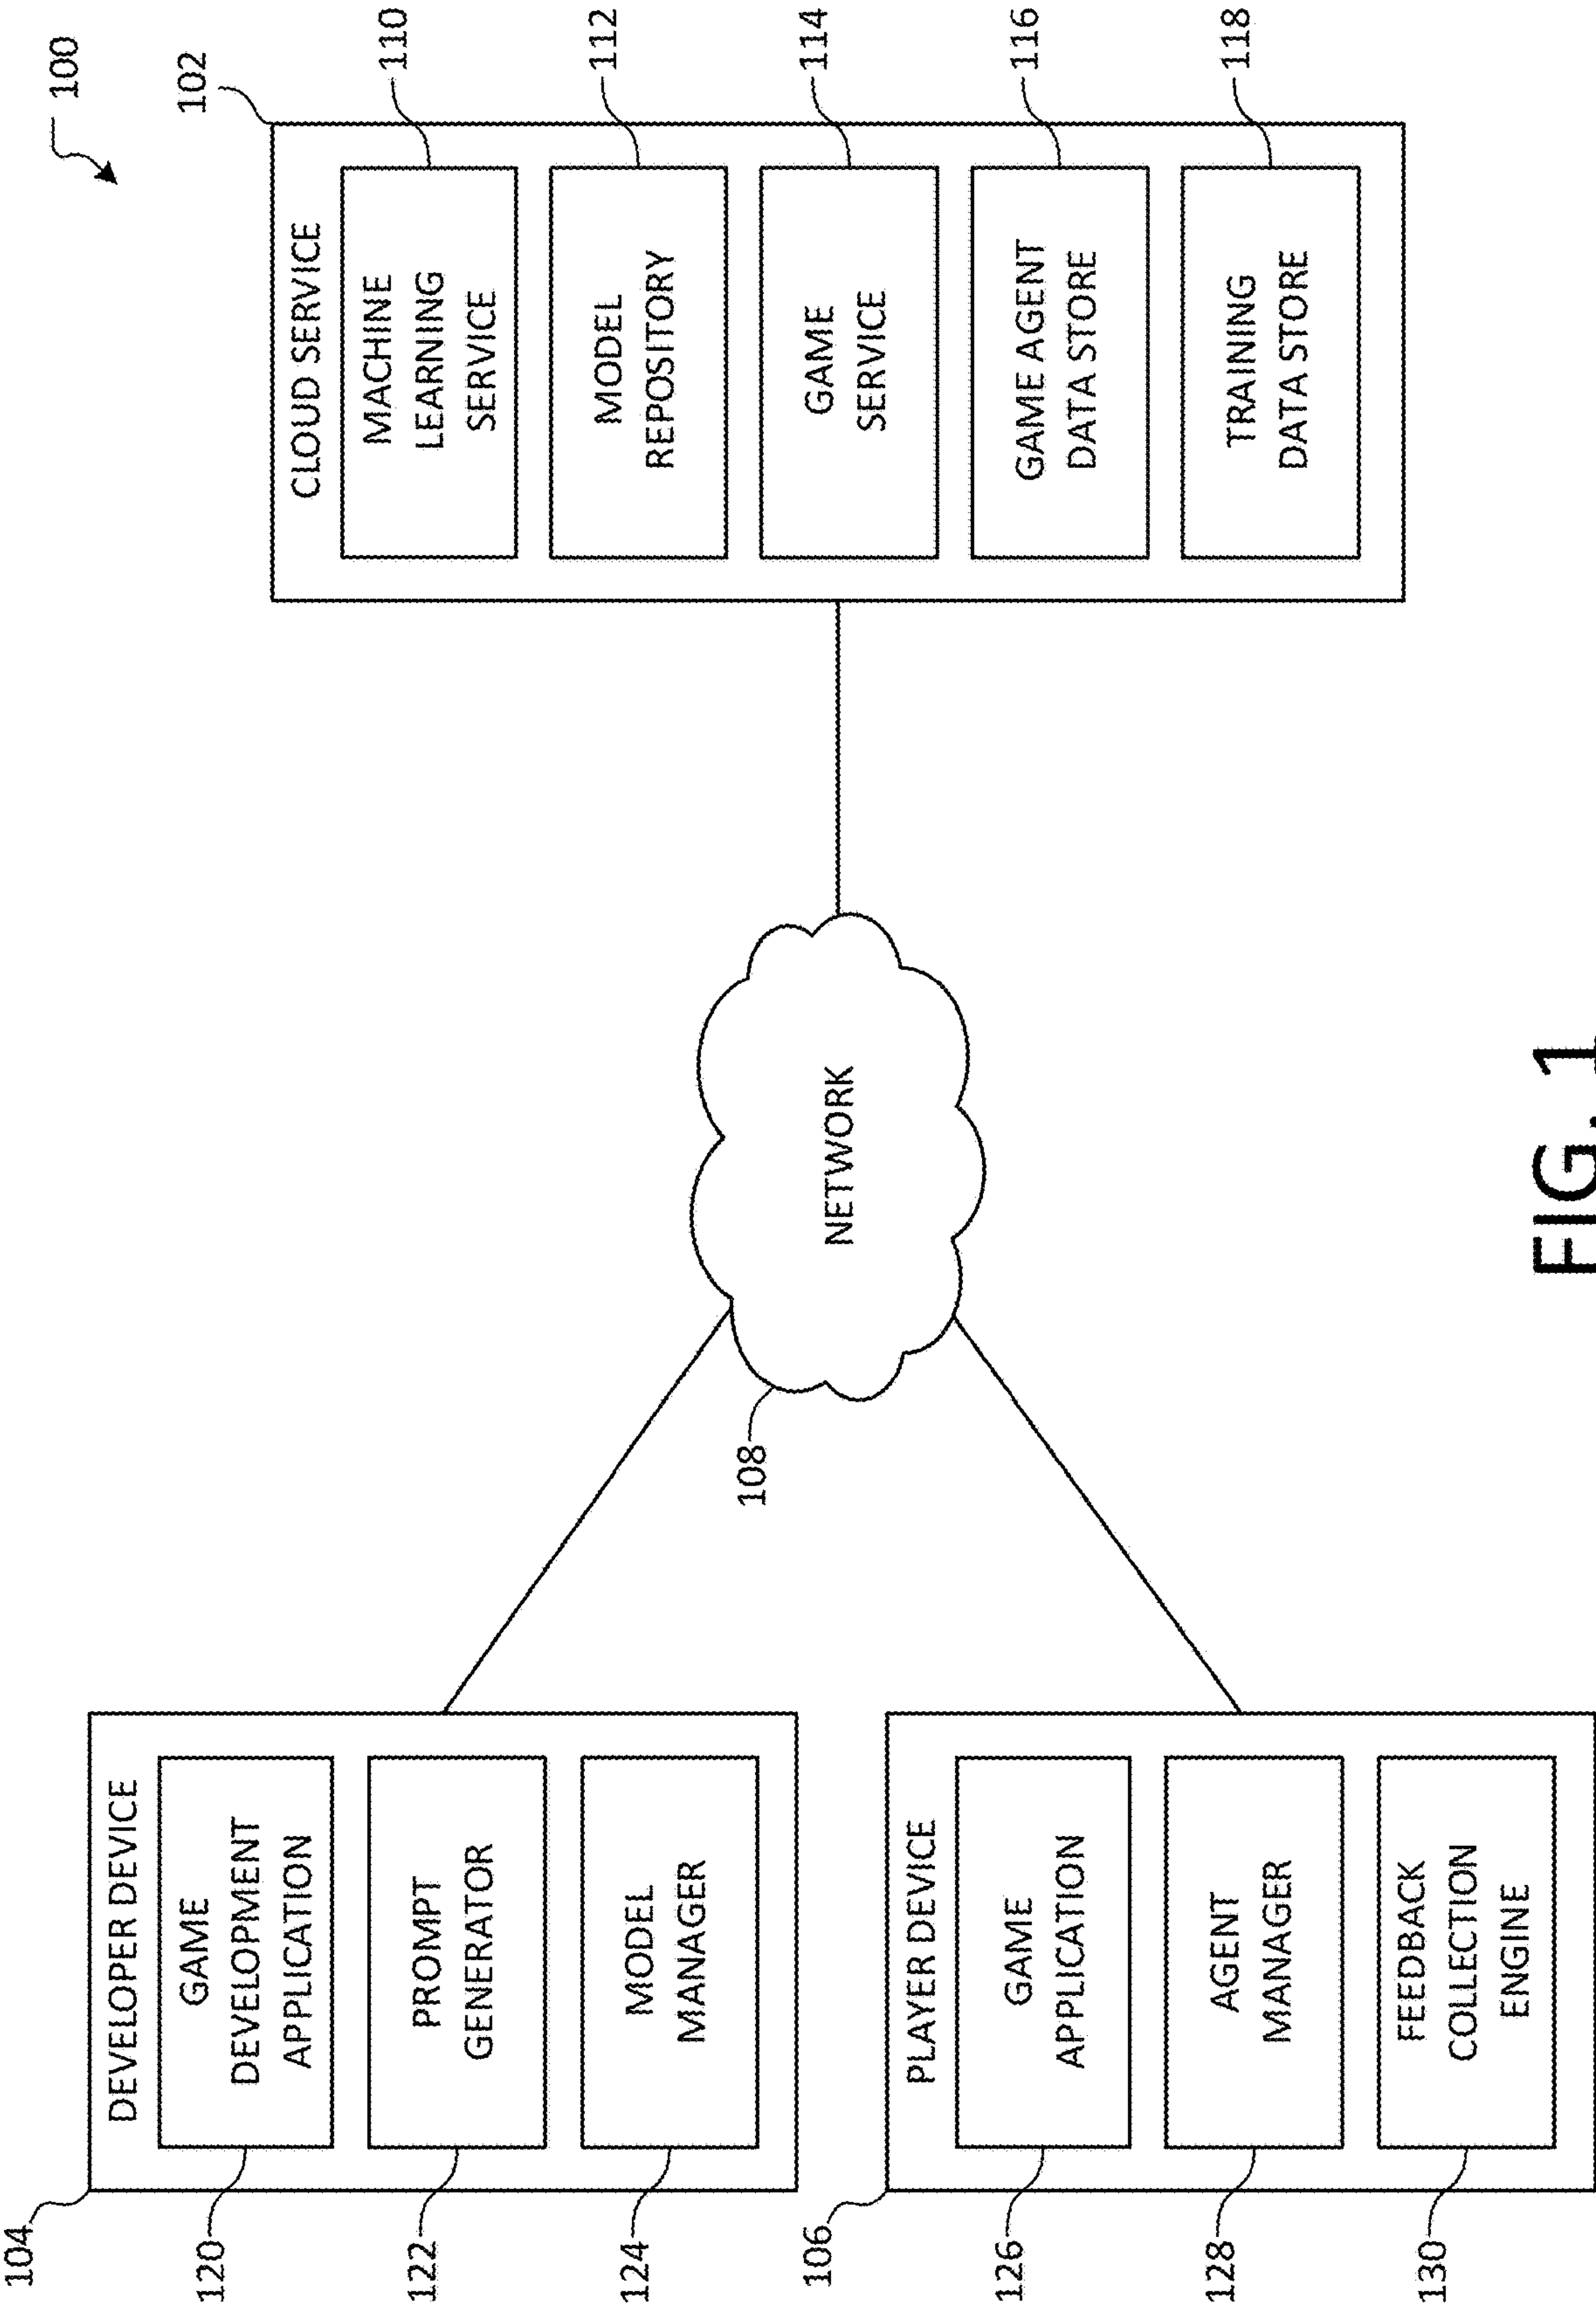 100
104
DEVELOPER DEVICE
120
GAME
DEVELOPMENT
APPLICATION
122
PROMPT
GENERATOR
124
MODEL
MANAGER
106
PLAYER DEVICE
126
GAME
APPLICATION
128
AGENT
MANAGER
130
FEEDBACK
COLLECTION
ENGINE
108
NETWORK
102
CLOUD SERVICE
110
MACHINE
LEARNING
SERVICE
112
MODEL
REPOSITORY
114
GAME
SERVICE
116
GAME AGENT
DATA STORE
118
TRAINING
DATA STORE
FIG. 1